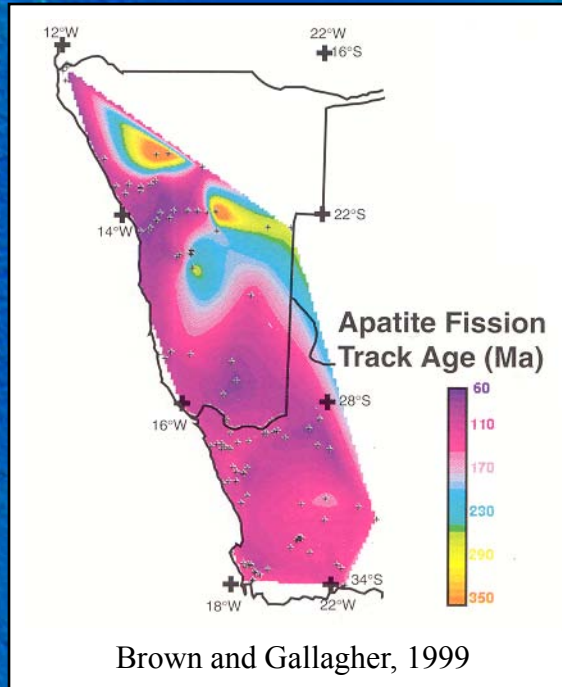 12°W
22°W
16°S
14°W
22°S
Apatite Fission
Track Age (Ma)
60
110
170
230
290
350
16°W
28°S
18°W
22°W
34°S
Brown and Gallagher, 1999